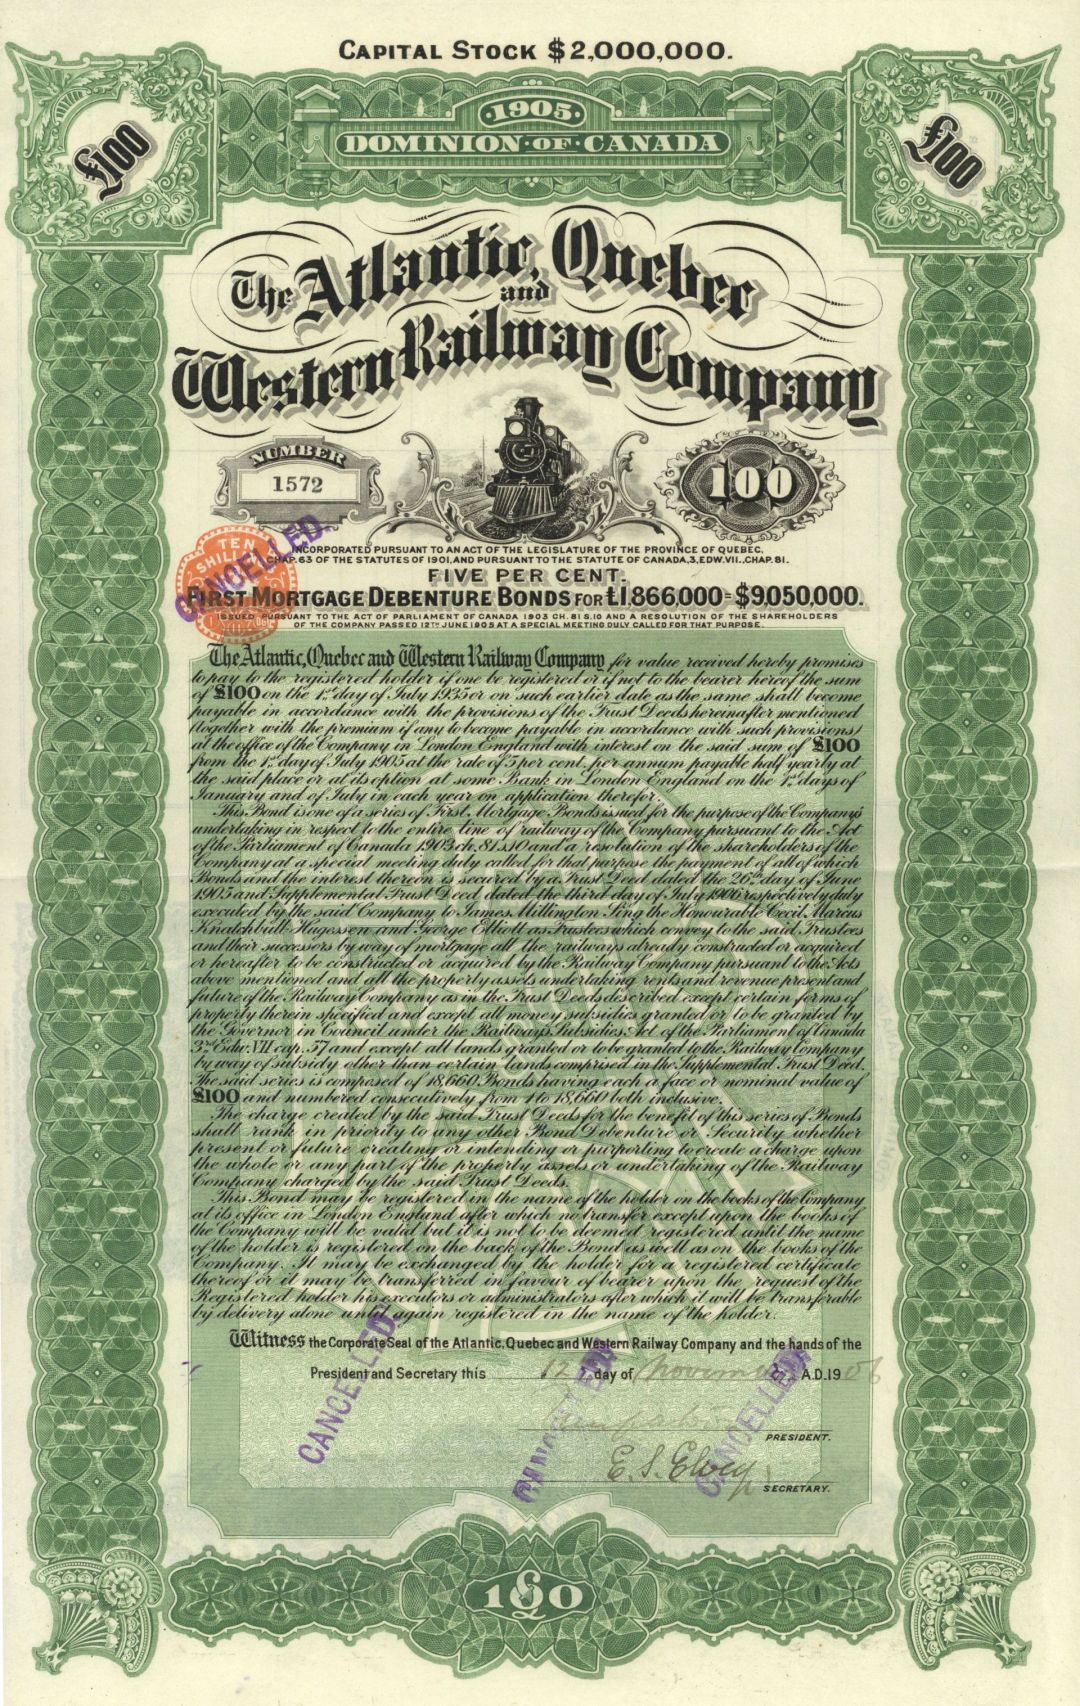 CAPITAL STOCK $2,000,000.
£100
1905
£100
DOMINION·OF·CANADA
The Atlantic, Quebec
and
Western Railway Company
NUMBER
1572
100
TEN
SHILLINGS
CANCELLED.
INCORPORATED PURSUANT TO AN ACT OF THE LEGISLATURE OF THE PROVINCE OF QUEBEC,
CHAP. 63 OF THE STATUTES OF 1901, AND PURSUANT TO THE STATUTE OF CANADA, 3, EDW. VII., CHAP. 81.
FIVE PER CENT.
FIRST MORTGAGE DEBENTURE BONDS FOR £1,866,000 = $9,050,000.
ISSUED PURSUANT TO THE ACT OF PARLIAMENT OF CANADA 1903 CH. 81 S.10 AND A RESOLUTION OF THE SHAREHOLDERS
OF THE COMPANY PASSED 12TH JUNE 1905 AT A SPECIAL MEETING DULY CALLED FOR THAT PURPOSE.
The Atlantic, Quebec and Western Railway Company for value received hereby promises
to pay to the registered holder if one be registered or if not to the bearer hereof the sum
of £100 on the 1st day of July 1935 or on such earlier date as the same shall become
payable in accordance with the provisions of the Trust Deeds hereinafter mentioned
(together with the premium if any to become payable in accordance with such provisions)
at the office of the Company in London England with interest on the said sum of £100
from the 1st day of July 1905 at the rate of 5 per cent. per annum payable half yearly at
the said place or at its option at some Bank in London England on the 1st days of
January and of July in each year on application therefor.
This Bond is one of a series of First Mortgage Bonds issued for the purpose of the Company's
undertaking in respect to the entire line of railway of the Company pursuant to the Act
of the Parliament of Canada 1903 ch. 81 s.10 and a resolution of the shareholders of the
Company at a special meeting duly called for that purpose the payment of all of which
Bonds and the interest thereon is secured by a Trust Deed dated the 26th day of June
1905 and Supplemental Trust Deed dated the third day of July 1906 respectively duly
executed by the said Company to James Millington Sing the Honourable Cecil Marcus
Knatchbull-Hugessen and George Elliott as Trustees which convey to the said Trustees
and their successors by way of mortgage all the railways already constructed or acquired
or hereafter to be constructed or acquired by the Railway Company pursuant to the Acts
above mentioned and all the property assets undertaking rents and revenue present and
future of the Railway Company as in the Trust Deeds described except certain forms of
property therein specified and except all money subsidies granted or to be granted by
the Governor in Council under the Railways Subsidies Act of the Parliament of Canada
3rd Edw. VII cap. 57 and except all lands granted or to be granted to the Railway Company
by way of subsidy other than certain lands comprised in the Supplemental Trust Deed.
The said series is composed of 18,660 Bonds having each a face or nominal value of
£100 and numbered consecutively from 1 to 18,660 both inclusive.
The charge created by the said Trust Deeds for the benefit of this series of Bonds
shall rank in priority to any other Bond Debenture or Security whether
present or future creating or intending or purporting to create a charge upon
the whole or any part of the property assets or undertaking of the Railway
Company charged by the said Trust Deeds.
This Bond may be registered in the name of the holder on the books of the Company
at its office in London England after which no transfer except upon the books of
the Company will be valid but it is not to be deemed registered until the name
of the holder is registered on the back of the Bond as well as on the books of the
Company. It may be exchanged by the holder for a registered certificate
thereof or it may be transferred in favour of bearer upon the request of the
Registered holder his executors or administrators after which it will be transferable
by delivery alone until again registered in the name of the holder.
Witness the Corporate Seal of the Atlantic, Quebec and Western Railway Company and the hands of the
President and Secretary this 12 day of November A.D. 1906
PRESIDENT.
E. S. Elvey
SECRETARY.
CANCELLED.
CANCELLED
CANCELLED.
£100